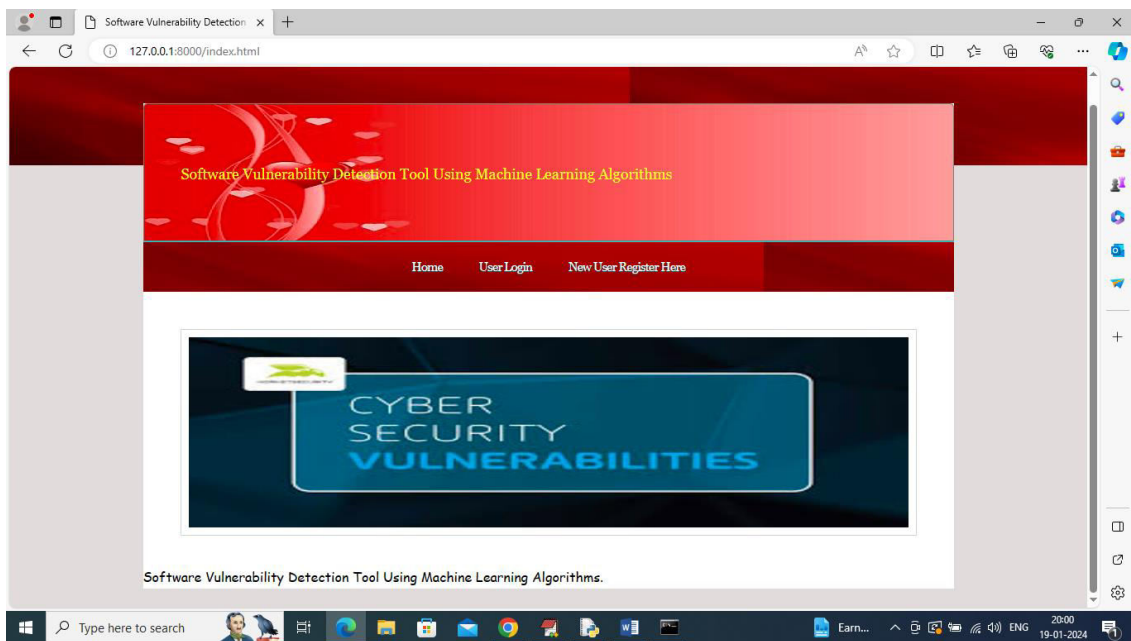 Software Vulnerability Detection
127.0.0.1:8000/index.html
Software Vulnerability Detection Tool Using Machine Learning Algorithms
Home User Login New User Register Here
CYBER
SECURITY
VULNERABILITIES
Software Vulnerability Detection Tool Using Machine Learning Algorithms.
Type here to search
Earn...
ENG
20:00
19-01-2024